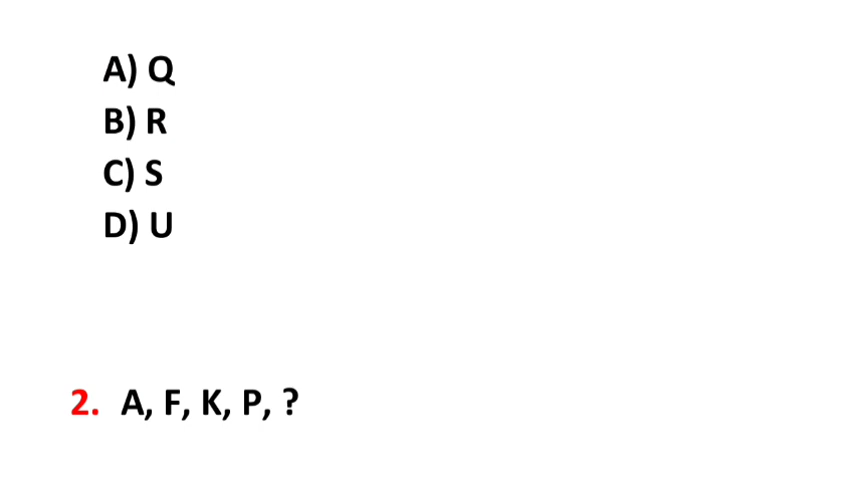 A) Q
B) R
C) S
D) U
2. A, F, K, P, ?